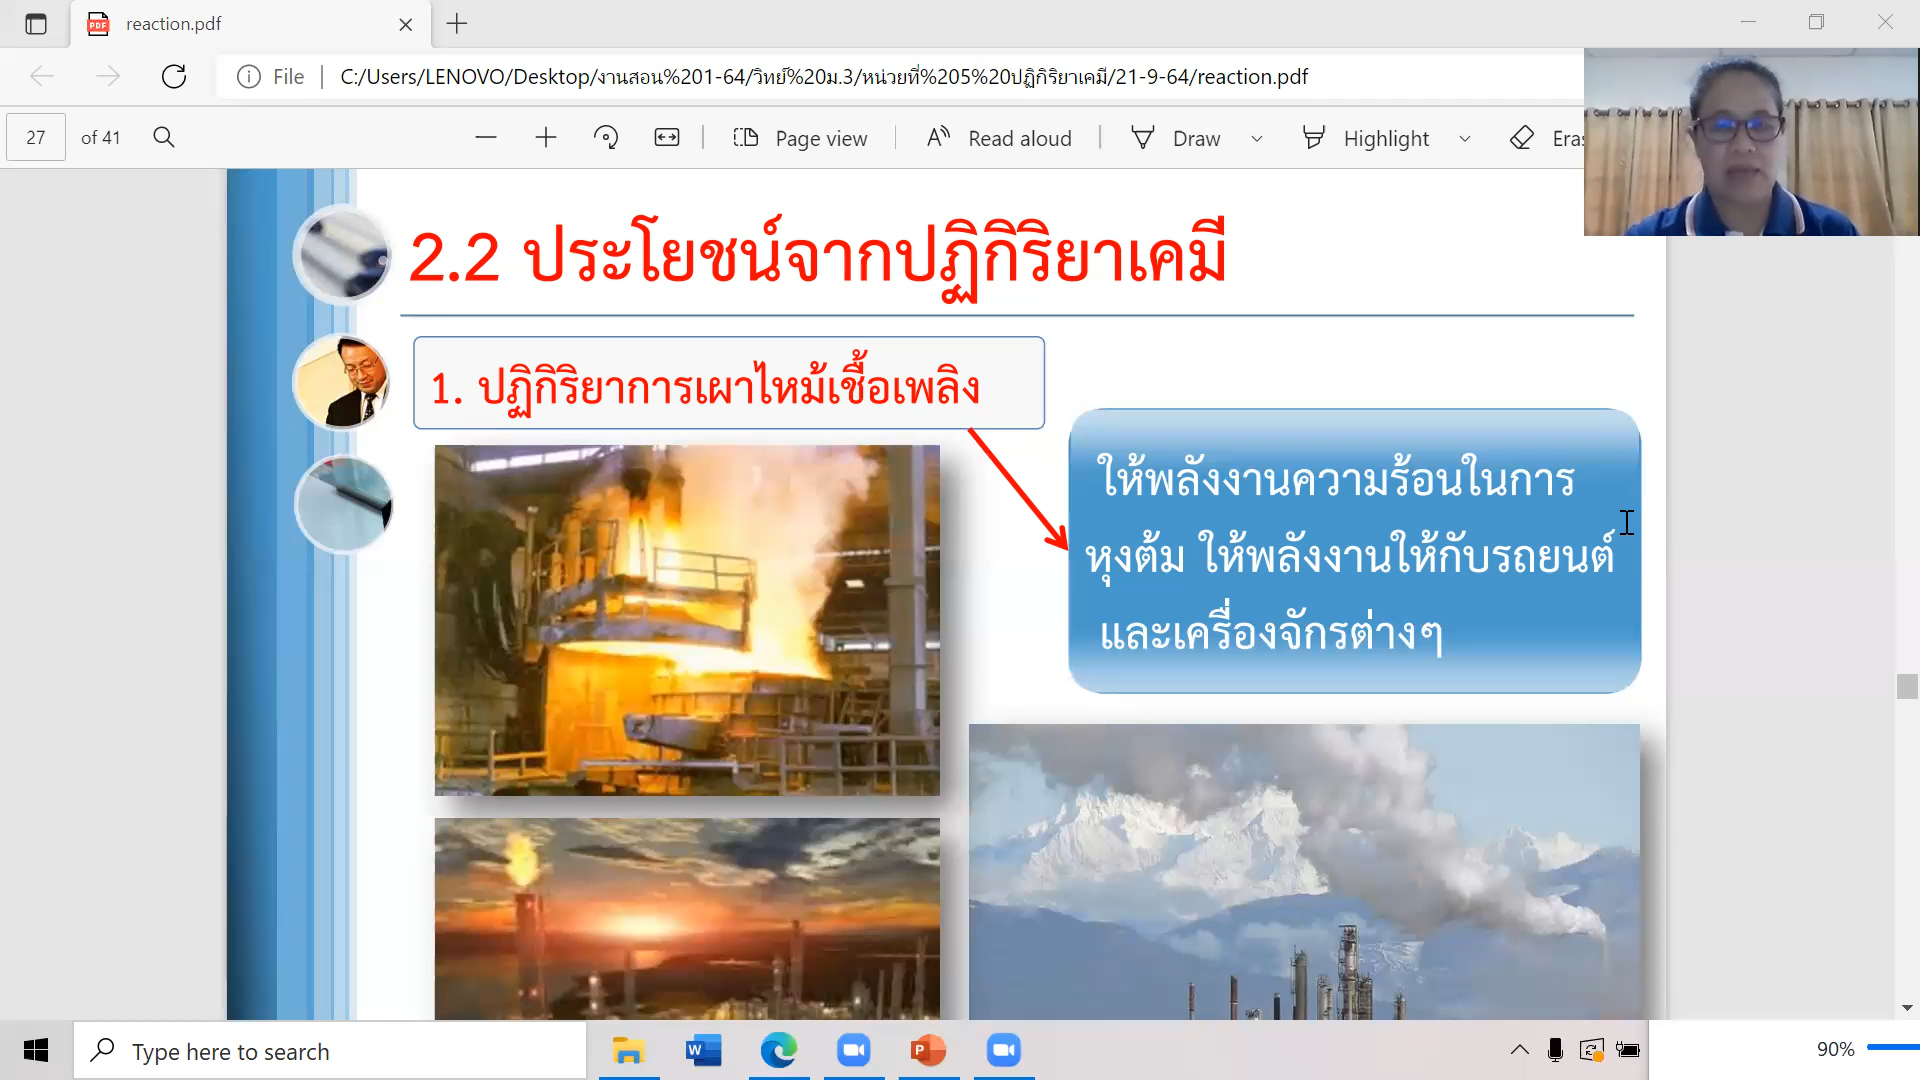 reaction.pdf
File
C:/Users/LENOVO/Desktop/งานสอน%201-64/วิทย์%20ม.3/หน่วยที่%205%20ปฏิกิริยาเคมี/21-9-64/reaction.pdf
27 of 41
Page view
Read aloud
Draw
Highlight
Eras
2.2 ประโยชน์จากปฏิกิริยาเคมี
1. ปฏิกิริยาการเผาไหม้เชื้อเพลิง
ให้พลังงานความร้อนในการ
หุงต้ม ให้พลังงานให้กับรถยนต์
และเครื่องจักรต่างๆ
Type here to search
90%